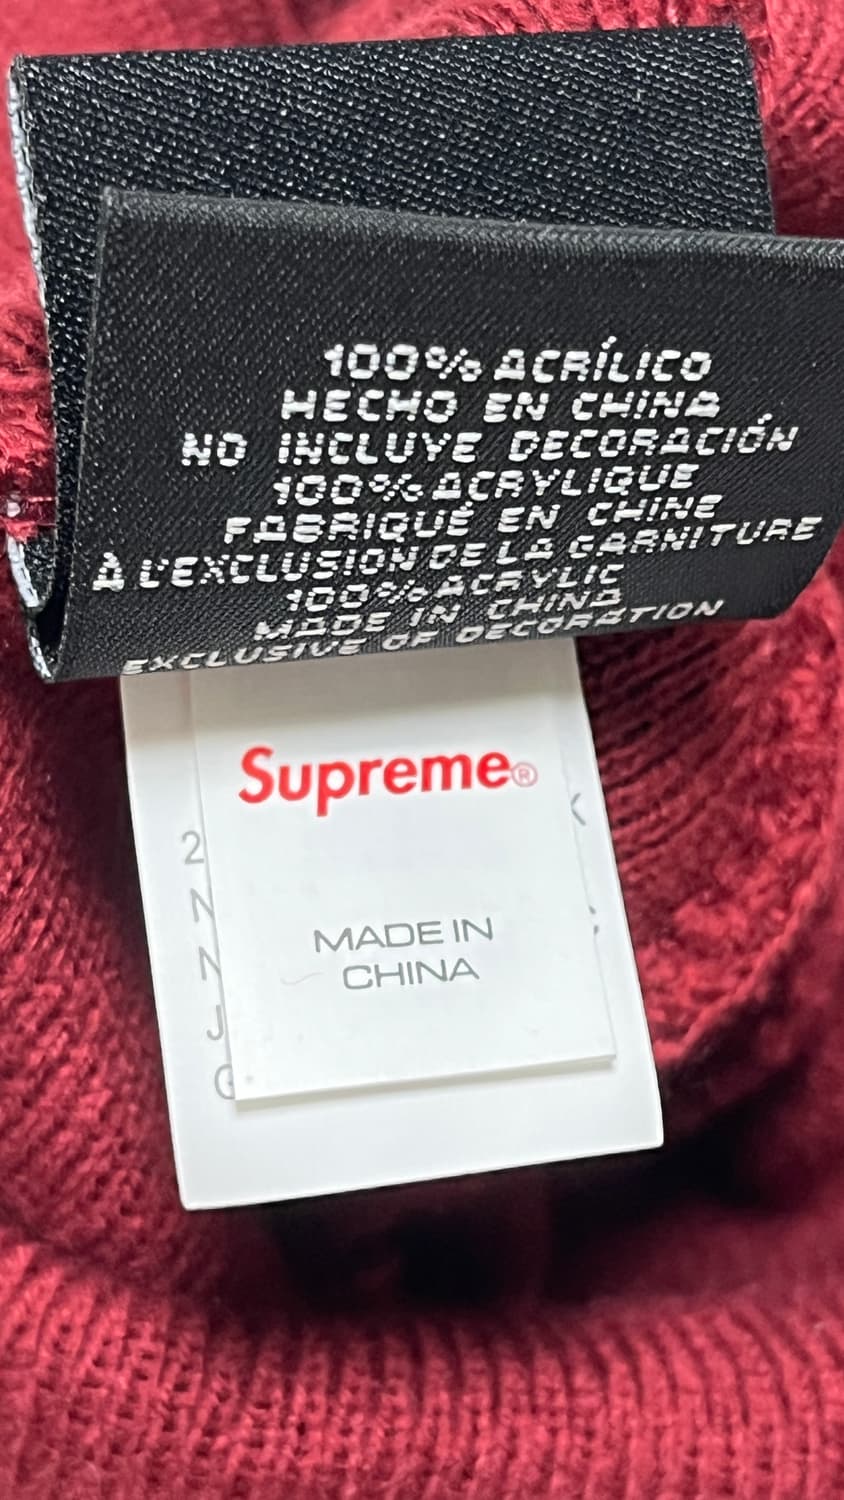 100% ACRÍLICO
HECHO EN CHINA
NO INCLUYE DECORACIÓN
100% ACRYLIQUE
FABRIQUÉ EN CHINE
À L'EXCLUSION DE LA GARNITURE
100% ACRYLIC
MADE IN CHINA
EXCLUSIVE OF DECORATION
Supreme®
MADE IN
CHINA